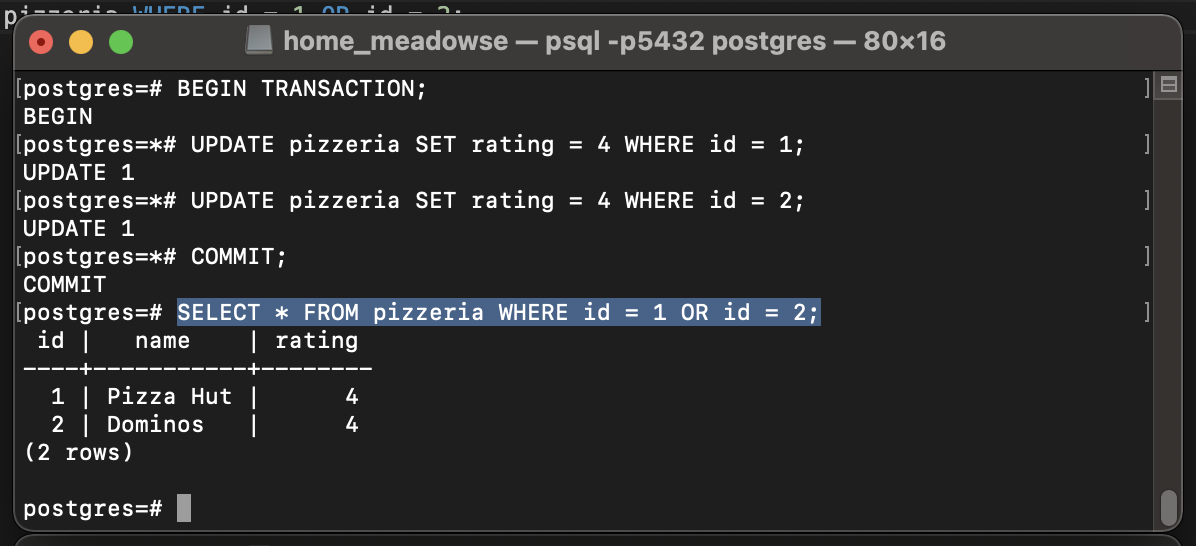 pizzeria WHERE id = 1 OR id = 2;
home_meadowse — psql -p5432 postgres — 80×16
[postgres=# BEGIN TRANSACTION; ]
BEGIN
[postgres=*# UPDATE pizzeria SET rating = 4 WHERE id = 1; ]
UPDATE 1
[postgres=*# UPDATE pizzeria SET rating = 4 WHERE id = 2; ]
UPDATE 1
[postgres=*# COMMIT; ]
COMMIT
[postgres=# SELECT * FROM pizzeria WHERE id = 1 OR id = 2; ]
 id |   name    | rating
----+-----------+--------
  1 | Pizza Hut |      4
  2 | Dominos   |      4
(2 rows)
postgres=#